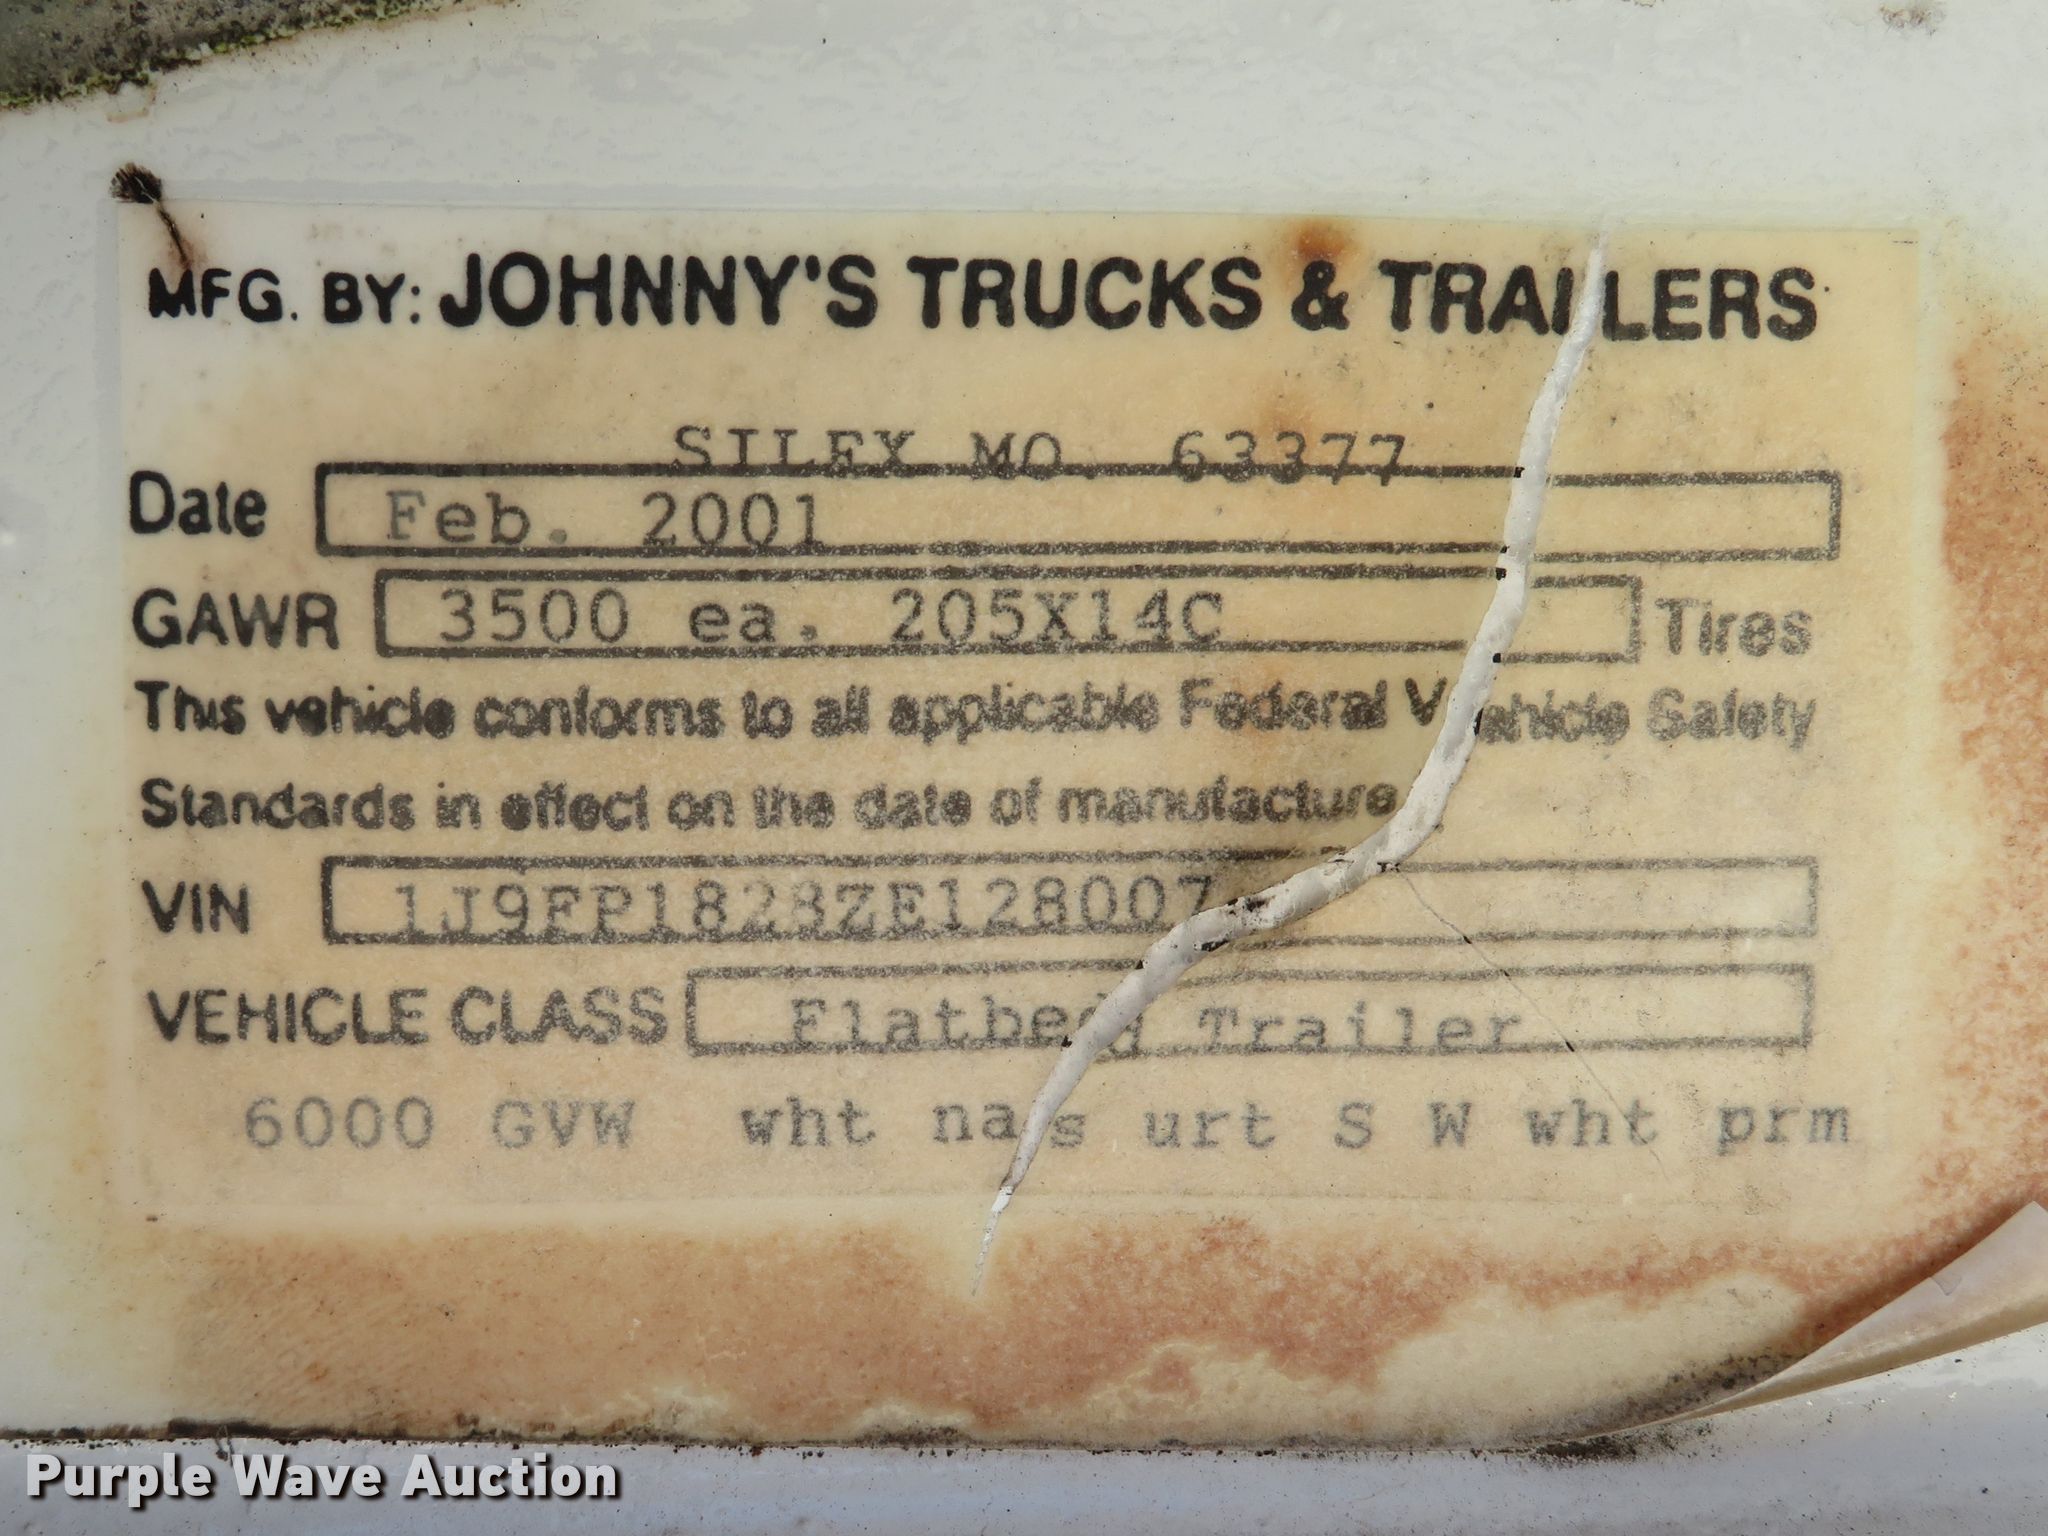 MFG. BY: JOHNNY'S TRUCKS & TRAILERS
SILEX MO. 63377
Date Feb. 2001
GAWR 3500 ea. 205X14C Tires
This vehicle conforms to all applicable Federal Vehicle Safety
Standards in effect on the date of manufacture
VIN 1J9FP1828ZE128007
VEHICLE CLASS Flatbed Trailer
6000 GVW wht nas urt S W wht prm
Purple Wave Auction